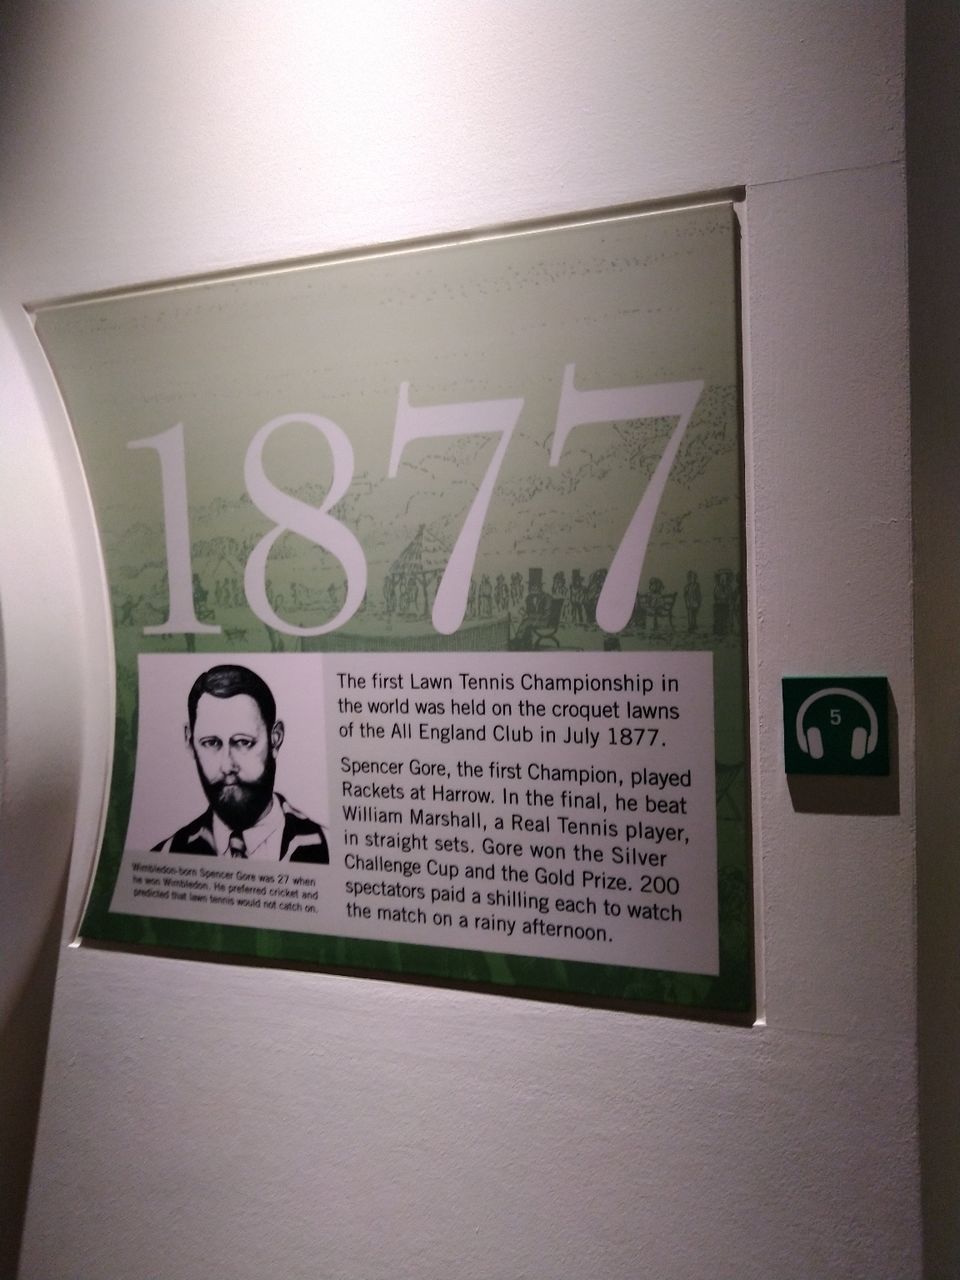 1877
The first Lawn Tennis Championship in
the world was held on the croquet lawns
of the All England Club in July 1877.
Spencer Gore, the first Champion, played
Rackets at Harrow. In the final, he beat
William Marshall, a Real Tennis player,
in straight sets. Gore won the Silver
Challenge Cup and the Gold Prize. 200
spectators paid a shilling each to watch
the match on a rainy afternoon.
Wimbledon-born Spencer Gore was 27 when
he won Wimbledon. He preferred cricket and
predicted that lawn tennis would not catch on.
5